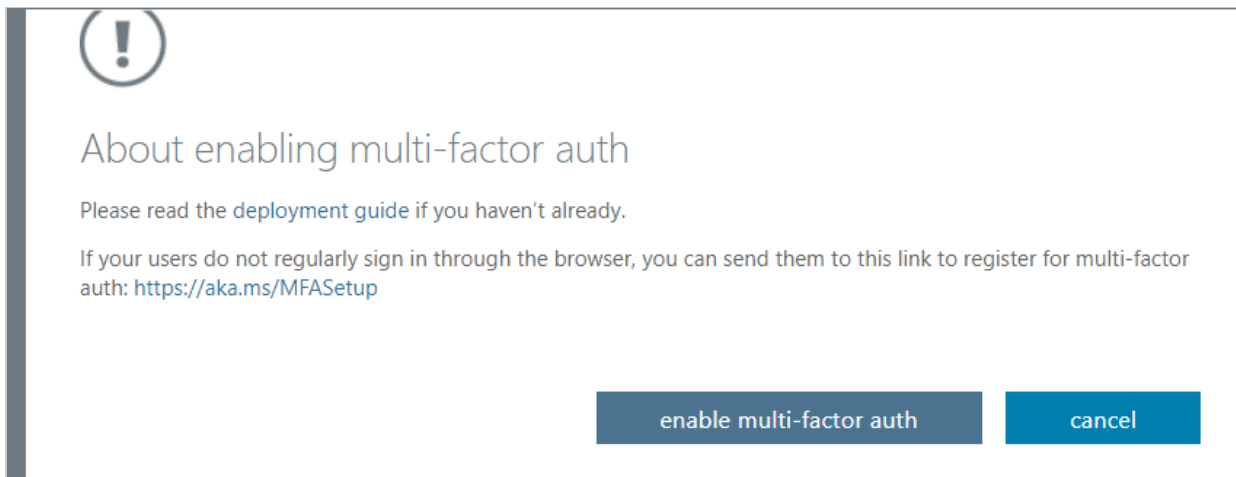 About enabling multi-factor auth
Please read the deployment guide if you haven't already.
If your users do not regularly sign in through the browser, you can send them to this link to register for multi-factor
auth: https://aka.ms/MFASetup
enable multi-factor auth
cancel